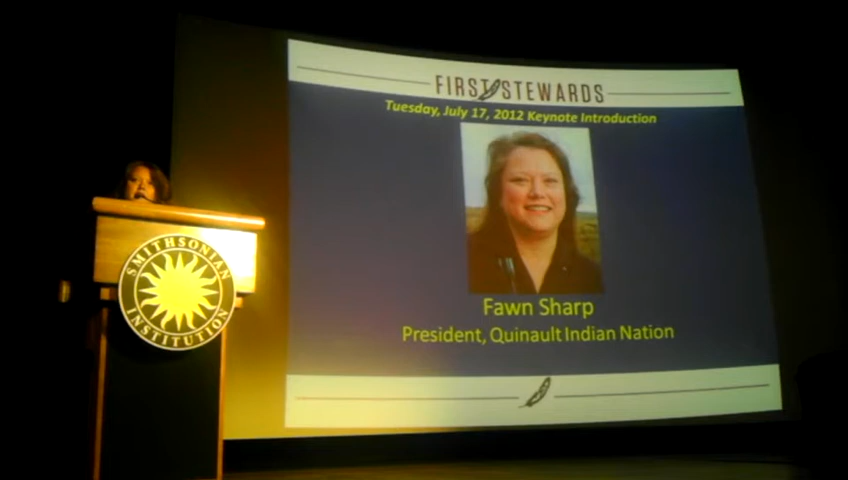 FIRST STEWARDS
Tuesday, July 17, 2012 Keynote Introduction
Fawn Sharp
President, Quinault Indian Nation
SMITHSONIAN
INSTITUTION